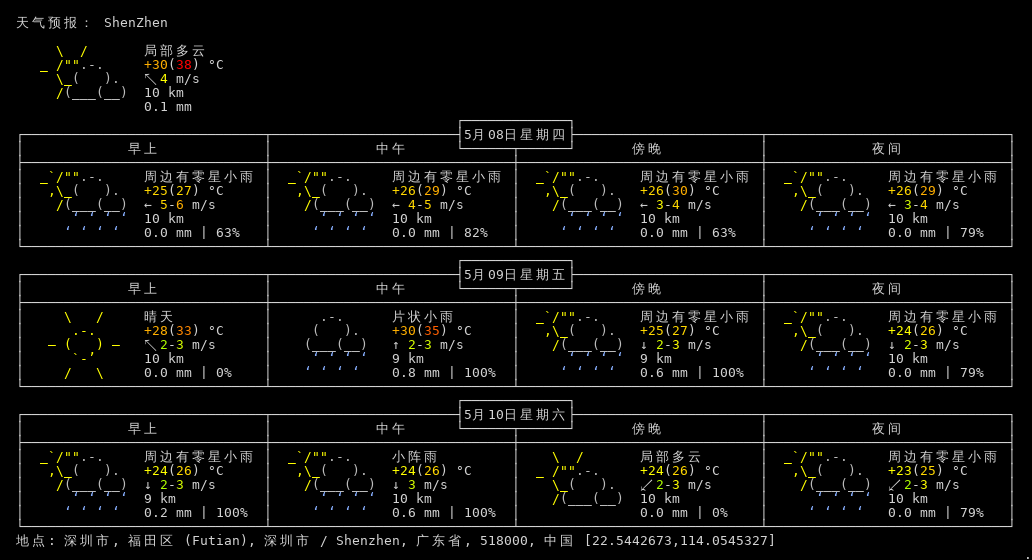 天气预报： ShenZhen
局部多云
+30(38) °C
↖4 m/s
10 km
0.1 mm
5月08日星期四
早上 中午 傍晚 夜间
周边有零星小雨 周边有零星小雨 周边有零星小雨 周边有零星小雨
+25(27) °C +26(29) °C +26(30) °C +26(29) °C
← 5-6 m/s ← 4-5 m/s ← 3-4 m/s ← 3-4 m/s
10 km 10 km 10 km 10 km
0.0 mm | 63% 0.0 mm | 82% 0.0 mm | 63% 0.0 mm | 79%
5月09日星期五
早上 中午 傍晚 夜间
晴天 片状小雨 周边有零星小雨 周边有零星小雨
+28(33) °C +30(35) °C +25(27) °C +24(26) °C
↖2-3 m/s ↑ 2-3 m/s ↓ 2-3 m/s ↓ 2-3 m/s
10 km 9 km 9 km 10 km
0.0 mm | 0% 0.8 mm | 100% 0.6 mm | 100% 0.0 mm | 79%
5月10日星期六
早上 中午 傍晚 夜间
周边有零星小雨 小阵雨 局部多云 周边有零星小雨
+24(26) °C +24(26) °C +24(26) °C +23(25) °C
↓ 2-3 m/s ↓ 3 m/s ↙2-3 m/s ↙2-3 m/s
9 km 10 km 10 km 10 km
0.2 mm | 100% 0.6 mm | 100% 0.0 mm | 0% 0.0 mm | 79%
地点: 深圳市, 福田区 (Futian), 深圳市 / Shenzhen, 广东省, 518000, 中国 [22.5442673,114.0545327]